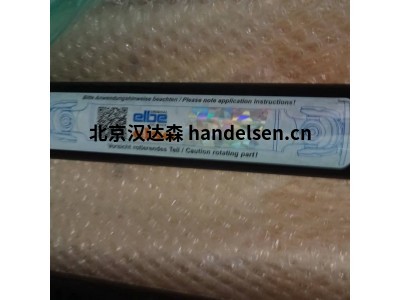 Bitte Anwendungshinweise beachten / Please note application instructions!
elbe
北京汉达森 handelsen.cn
Vorsicht rotierendes Teil / Caution rotating part!